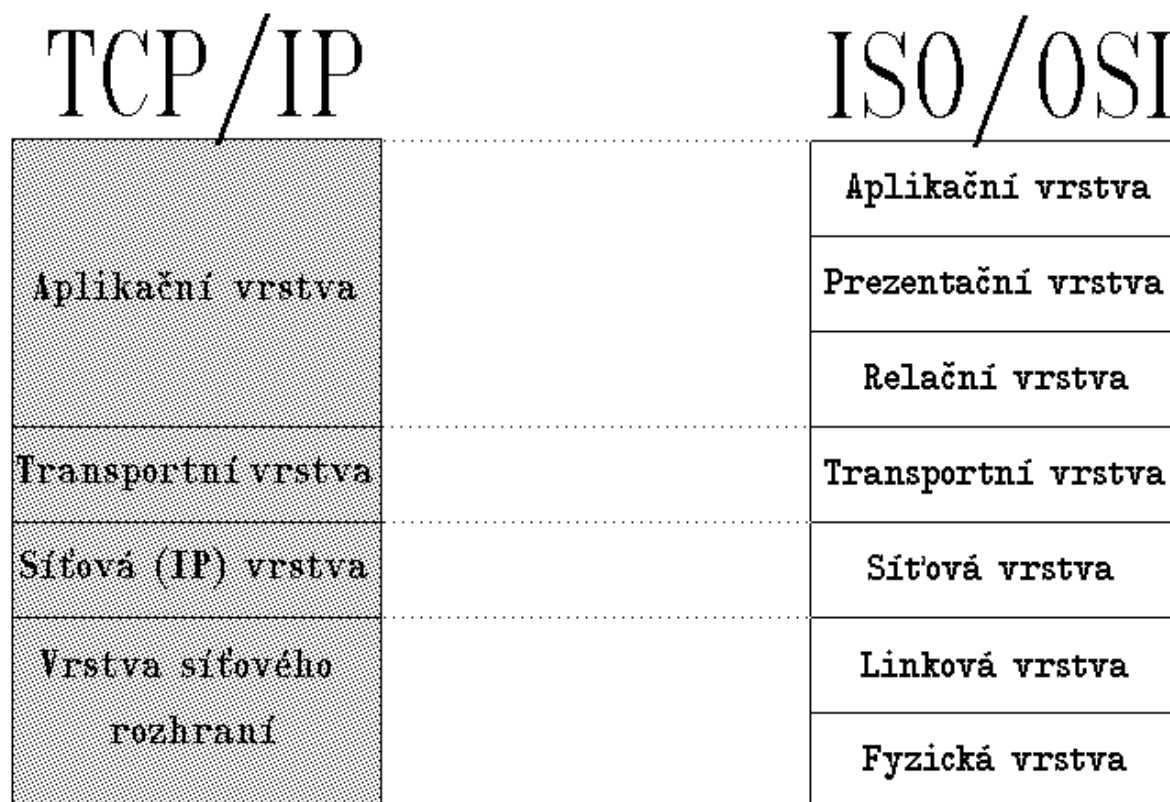 TCP/IP
ISO/OSI
Aplikační vrstva
Transportní vrstva
Síťová (IP) vrstva
Vrstva síťového
rozhraní
Aplikační vrstva
Prezentační vrstva
Relační vrstva
Transportní vrstva
Síťová vrstva
Linková vrstva
Fyzická vrstva